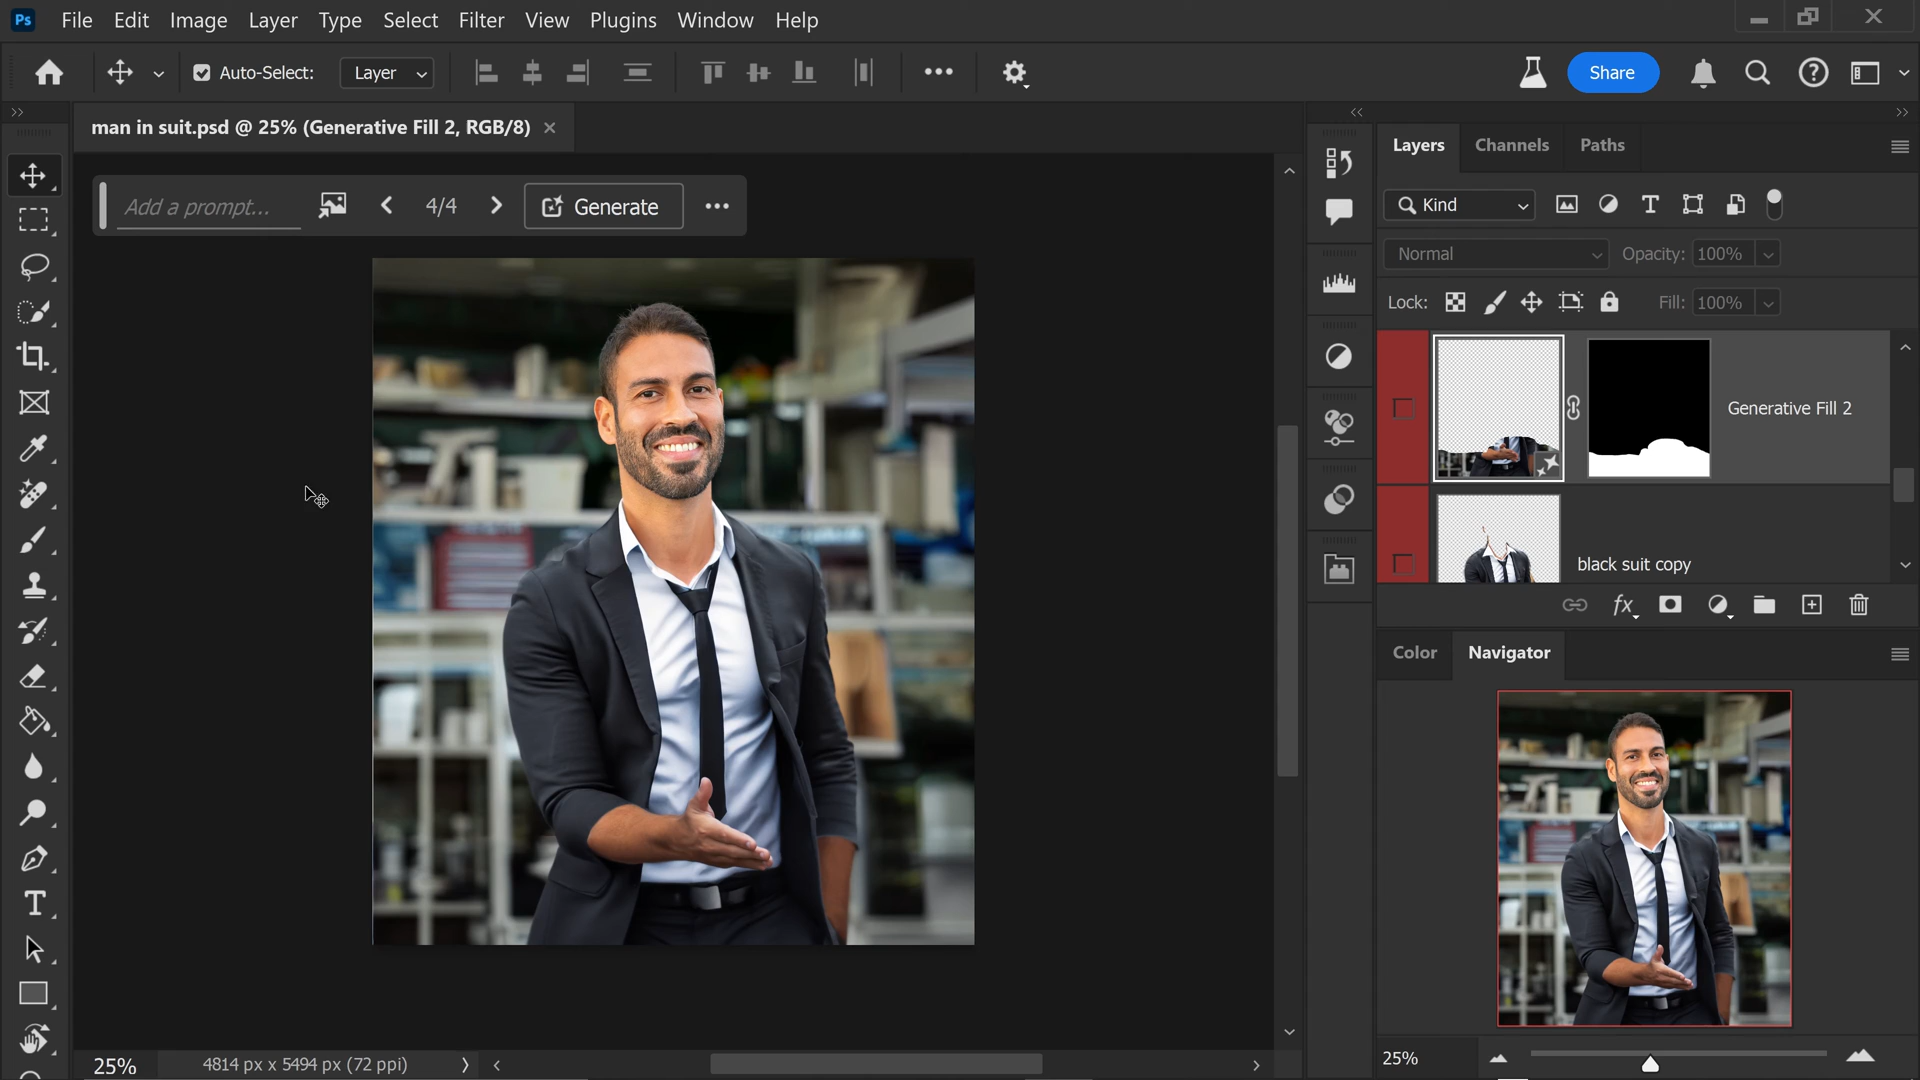 Ps File Edit Image Layer Type Select Filter View Plugins Window Help
Auto-Select: Layer Share
man in suit.psd @ 25% (Generative Fill 2, RGB/8)
Add a prompt... 4/4 Generate
Layers Channels Paths
Kind
Normal Opacity: 100%
Lock: Fill: 100%
Generative Fill 2
black suit copy
fx
Color Navigator
25% 4814 px x 5494 px (72 ppi)
25%